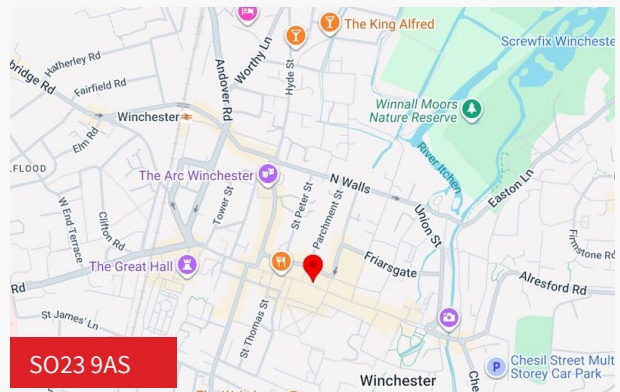 The King Alfred
Screwfix Wincheste
Worthy Ln
Hyde St
Andover Rd
Hatherley Rd
bridge Rd
Fairfield Rd
Winnall Moors
Nature Reserve
Winchester
Elm Rd
River Itchen
LFLOOD
The Arc Winchester
N Walls
Easton Ln
Tower St
St Peter St
Parchment St
Union St
W End Terrace
Clifton Rd
Firmstone Rd
The Great Hall
Friarsgate
Alresford Rd
Rd
St James' Ln
St Thomas St
Chesil Street Mult
Storey Car Park
SO23 9AS
Winchester
Che